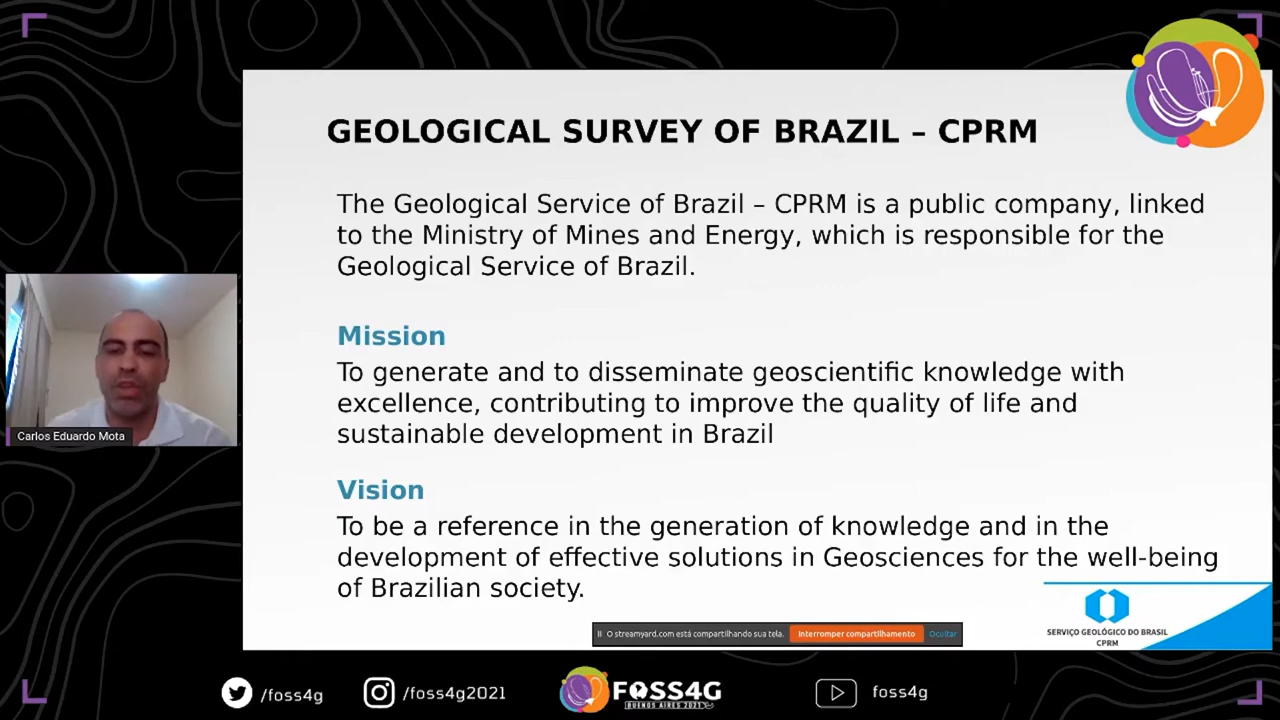 GEOLOGICAL SURVEY OF BRAZIL – CPRM
The Geological Service of Brazil – CPRM is a public company, linked
to the Ministry of Mines and Energy, which is responsible for the
Geological Service of Brazil.
Mission
To generate and to disseminate geoscientific knowledge with
excellence, contributing to improve the quality of life and
sustainable development in Brazil
Vision
To be a reference in the generation of knowledge and in the
development of effective solutions in Geosciences for the well-being
of Brazilian society.
Carlos Eduardo Mota
O streamyard.com está compartilhando sua tela. Interromper compartilhamento Ocultar
SERVIÇO GEOLÓGICO DO BRASIL
CPRM
/foss4g
/foss4g2021
FOSS4G
BUENOS AIRES 2021
foss4g